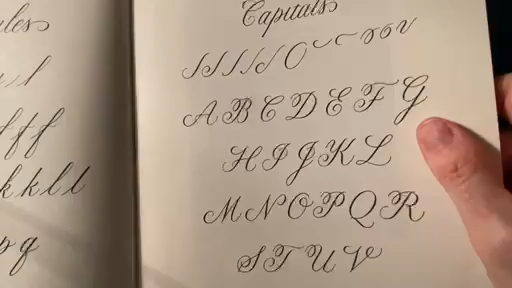 Capitals
A B C D E F G
H I J K L
M N O P Q R
S T U V
f f f
k k l l
p q